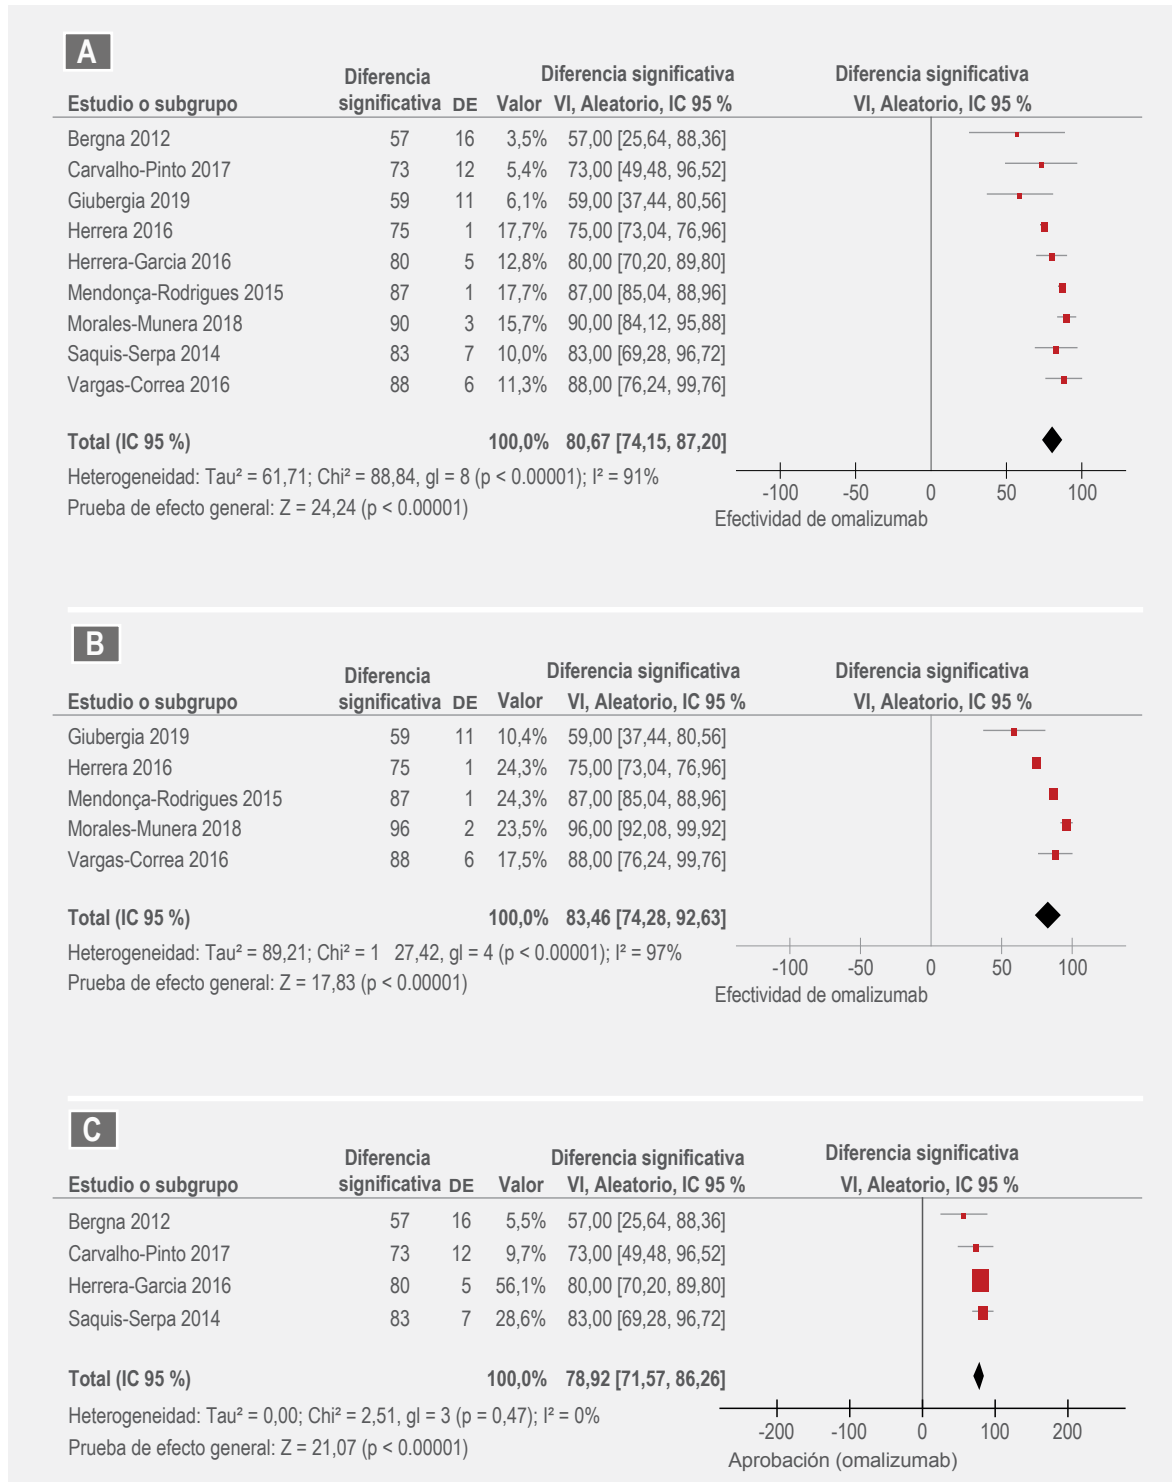 A
Diferencia Diferencia significativa Diferencia significativa
Estudio o subgrupo significativa DE Valor VI, Aleatorio, IC 95 % VI, Aleatorio, IC 95 %
Bergna 2012 57 16 3,5% 57,00 [25,64, 88,36]
Carvalho-Pinto 2017 73 12 5,4% 73,00 [49,48, 96,52]
Giubergia 2019 59 11 6,1% 59,00 [37,44, 80,56]
Herrera 2016 75 1 17,7% 75,00 [73,04, 76,96]
Herrera-Garcia 2016 80 5 12,8% 80,00 [70,20, 89,80]
Mendonça-Rodrigues 2015 87 1 17,7% 87,00 [85,04, 88,96]
Morales-Munera 2018 90 3 15,7% 90,00 [84,12, 95,88]
Saquis-Serpa 2014 83 7 10,0% 83,00 [69,28, 96,72]
Vargas-Correa 2016 88 6 11,3% 88,00 [76,24, 99,76]
Total (IC 95 %) 100,0% 80,67 [74,15, 87,20]
Heterogeneidad: Tau² = 61,71; Chi² = 88,84, gl = 8 (p < 0.00001); I² = 91%
Prueba de efecto general: Z = 24,24 (p < 0.00001)
-100 -50 0 50 100
Efectividad de omalizumab
B
Diferencia Diferencia significativa Diferencia significativa
Estudio o subgrupo significativa DE Valor VI, Aleatorio, IC 95 % VI, Aleatorio, IC 95 %
Giubergia 2019 59 11 10,4% 59,00 [37,44, 80,56]
Herrera 2016 75 1 24,3% 75,00 [73,04, 76,96]
Mendonça-Rodrigues 2015 87 1 24,3% 87,00 [85,04, 88,96]
Morales-Munera 2018 96 2 23,5% 96,00 [92,08, 99,92]
Vargas-Correa 2016 88 6 17,5% 88,00 [76,24, 99,76]
Total (IC 95 %) 100,0% 83,46 [74,28, 92,63]
Heterogeneidad: Tau² = 89,21; Chi² = 1 27,42, gl = 4 (p < 0.00001); I² = 97%
Prueba de efecto general: Z = 17,83 (p < 0.00001)
-100 -50 0 50 100
Efectividad de omalizumab
C
Diferencia Diferencia significativa Diferencia significativa
Estudio o subgrupo significativa DE Valor VI, Aleatorio, IC 95 % VI, Aleatorio, IC 95 %
Bergna 2012 57 16 5,5% 57,00 [25,64, 88,36]
Carvalho-Pinto 2017 73 12 9,7% 73,00 [49,48, 96,52]
Herrera-Garcia 2016 80 5 56,1% 80,00 [70,20, 89,80]
Saquis-Serpa 2014 83 7 28,6% 83,00 [69,28, 96,72]
Total (IC 95 %) 100,0% 78,92 [71,57, 86,26]
Heterogeneidad: Tau² = 0,00; Chi² = 2,51, gl = 3 (p = 0,47); I² = 0%
Prueba de efecto general: Z = 21,07 (p < 0.00001)
-200 -100 0 100 200
Aprobación (omalizumab)